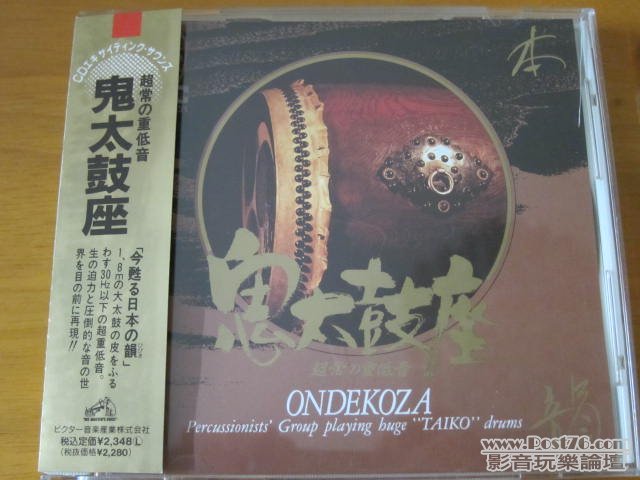 CDエキサイティング・サウンズ
超常の重低音
鬼太鼓座
「今甦る日本の韻」
1.8mの大太鼓の皮をふる
わす30Hz以下の超重低音。
生の迫力と圧倒的な音の世
界を目の前に再現!!
"HIS MASTER'S VOICE"
ビクター音楽産業株式会社
税込定価¥2,348(L)
(税抜価格¥2,280)
本
鬼太鼓座
超常の重低音
ONDEKOZA
Percussionists' Group playing huge "TAIKO" drums
韻
www.Post76.com
影音玩樂論壇